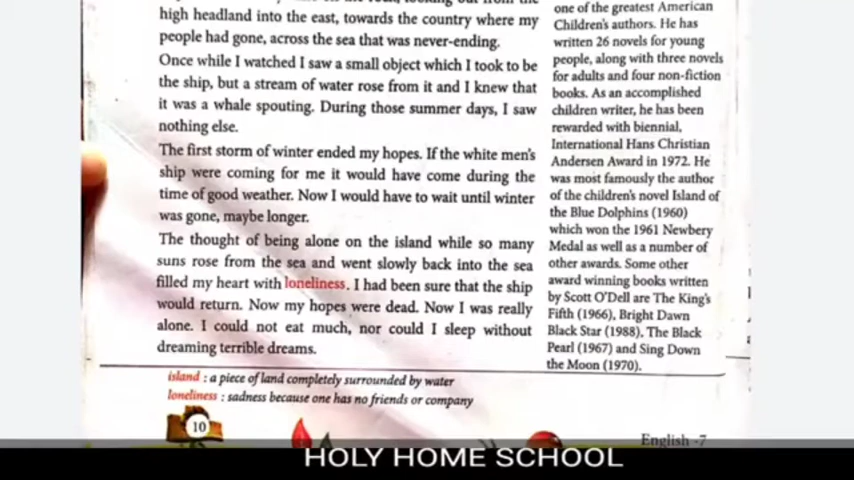 high headland into the east, towards the country where my
people had gone, across the sea that was never-ending.
Once while I watched I saw a small object which I took to be
the ship, but a stream of water rose from it and I knew that
it was a whale spouting. During those summer days, I saw
nothing else.
The first storm of winter ended my hopes. If the white men's
ship were coming for me it would have come during the
time of good weather. Now I would have to wait until winter
was gone, maybe longer.
The thought of being alone on the island while so many
suns rose from the sea and went slowly back into the sea
filled my heart with loneliness. I had been sure that the ship
would return. Now my hopes were dead. Now I was really
alone. I could not eat much, nor could I sleep without
dreaming terrible dreams.
one of the greatest American
Children's authors. He has
written 26 novels for young
people, along with three novels
for adults and four non-fiction
books. As an accomplished
children writer, he has been
rewarded with biennial,
International Hans Christian
Andersen Award in 1972. He
was most famously the author
of the children's novel Island of
the Blue Dolphins (1960)
which won the 1961 Newbery
Medal as well as a number of
other awards. Some other
award winning books written
by Scott O'Dell are The King's
Fifth (1966), Bright Dawn
Black Star (1988), The Black
Pearl (1967) and Sing Down
the Moon (1970).
island : a piece of land completely surrounded by water
loneliness : sadness because one has no friends or company
10
English -7
HOLY HOME SCHOOL